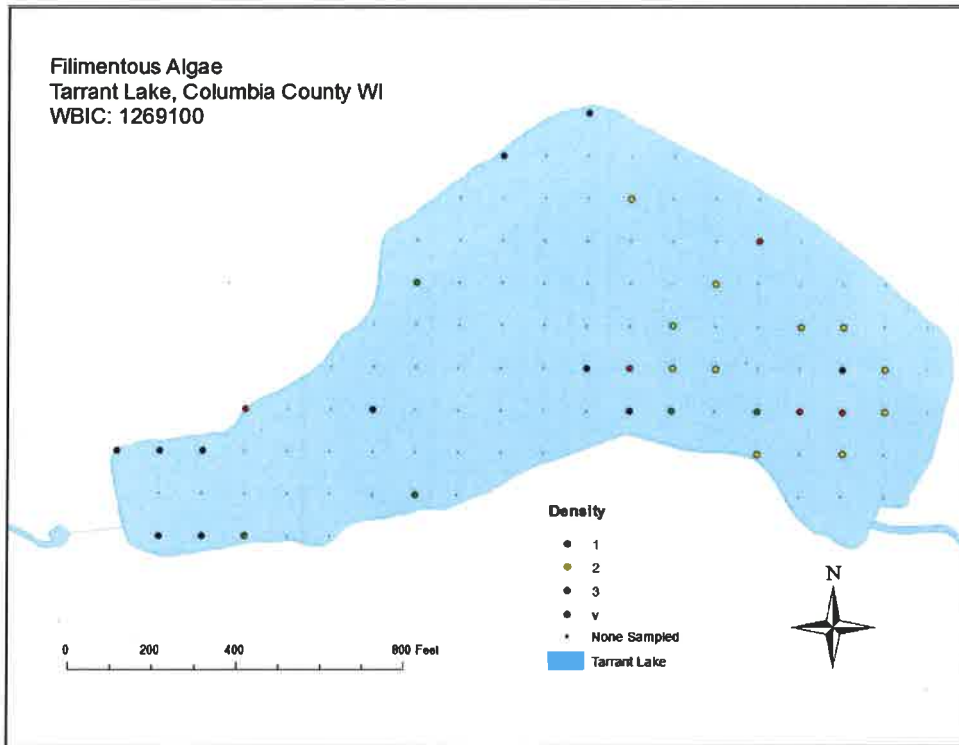 Filimentous Algae
Tarrant Lake, Columbia County WI
WBIC: 1269100
Density
1
2
3
v
None Sampled
Tarrant Lake
N
0 200 400 800 Feet